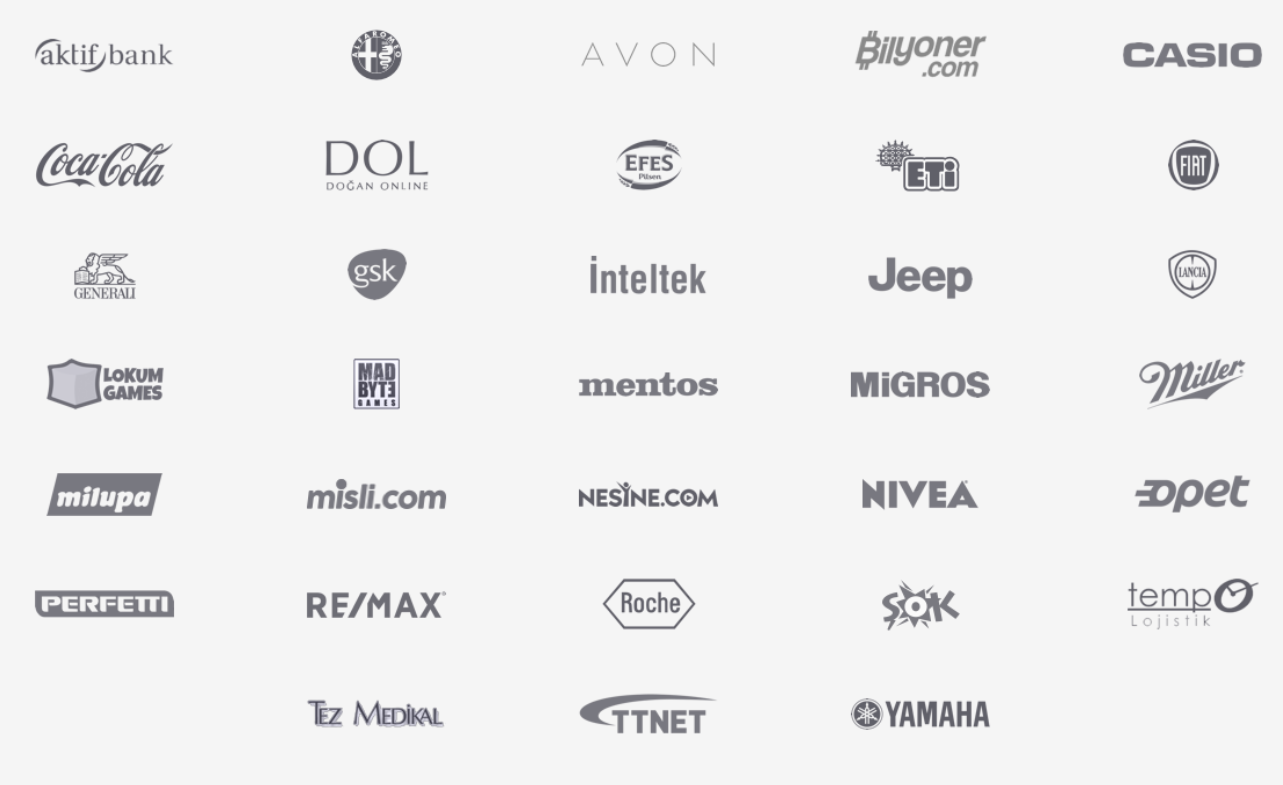 aktif bank
ALFA ROMEO
AVON
Bilyoner
.com
CASIO
Coca-Cola
DOL
DOĞAN ONLINE
EFES
Pilsen
ETİ
FIAT
GENERALI
gsk
İnteltek
Jeep
LANCIA
LOKUM
GAMES
MAD
BYTE
GAMES
mentos
MiGROS
Miller
milupa
misli.com
NESİNE.COM
NIVEA
opet
PERFETTI
RE/MAX
Roche
ŞOK
tempo
Lojistik
TEZ MEDİKAL
TTNET
YAMAHA